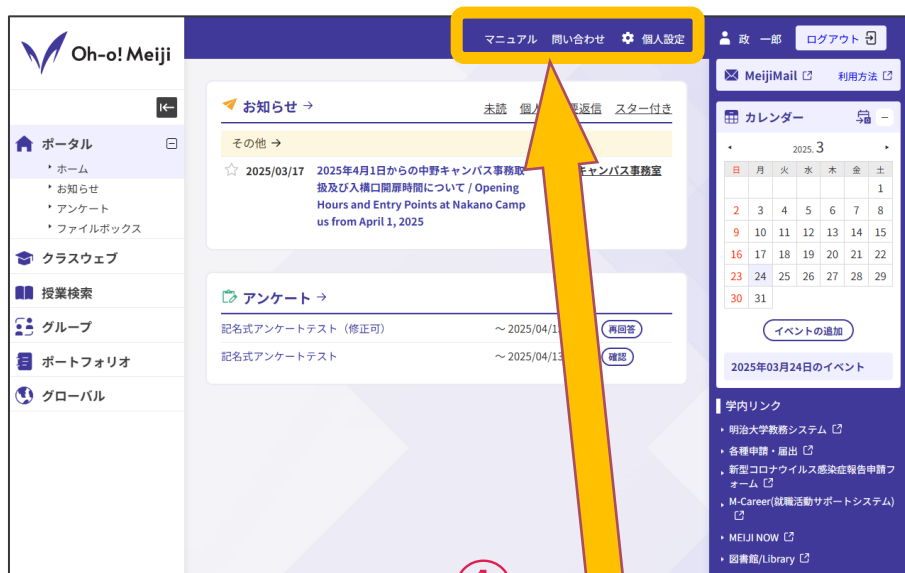 Oh-o! Meiji
マニュアル 問い合わせ 個人設定
政 一郎 ログアウト
ポータル
ホーム
お知らせ
アンケート
ファイルボックス
クラスウェブ
授業検索
グループ
ポートフォリオ
グローバル
お知らせ →
未読 個 返信 スター付き
その他 →
2025/03/17 2025年4月1日からの中野キャンパス事務取
扱及び入構口開扉時間について / Opening
Hours and Entry Points at Nakano Camp
us from April 1, 2025
キャンパス事務室
アンケート →
記名式アンケートテスト（修正可） ～ 2025/04/1 再回答
記名式アンケートテスト ～ 2025/04/13 確認
MeijiMail 利用方法
カレンダー
2025. 3
日 月 火 水 木 金 土
1
2 3 4 5 6 7 8
9 10 11 12 13 14 15
16 17 18 19 20 21 22
23 24 25 26 27 28 29
30 31
イベントの追加
2025年03月24日のイベント
学内リンク
明治大学教務システム
各種申請・届出
新型コロナウイルス感染症報告申請フ
ォーム
M-Career(就職活動サポートシステム)
MEIJI NOW
図書館/Library